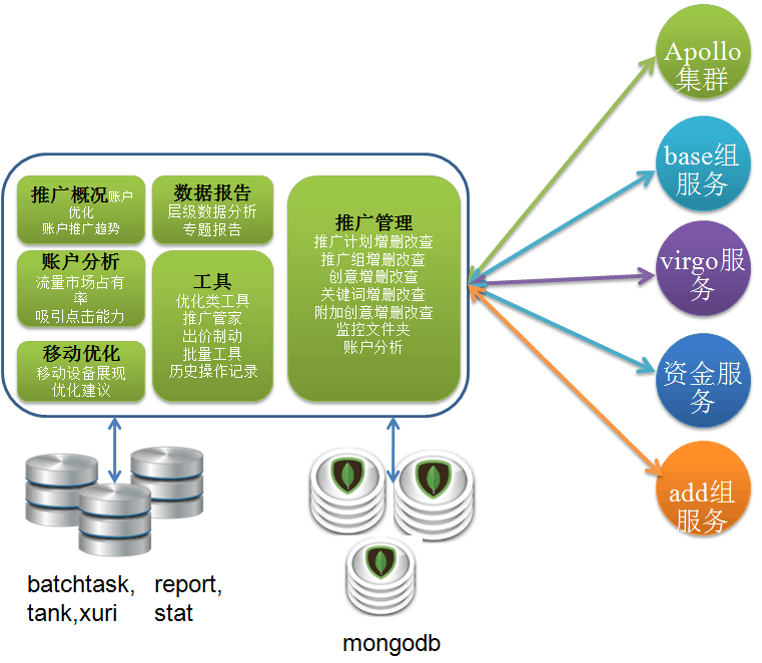 Apollo
集群
base组
服务
virgo服
务
资金服
务
add组
服务
推广概况账户
优化
账户推广趋势
数据报告
层级数据分析
专题报告
账户分析
流量市场占有
率
吸引点击能力
工具
优化类工具
推广管家
出价制动
批量工具
历史操作记录
移动优化
移动设备展现
优化建议
推广管理
推广计划增删改查
推广组增删改查
创意增删改查
关键词增删改查
附加创意增删改查
监控文件夹
账户分析
batchtask,
tank,xuri
report,
stat
mongodb